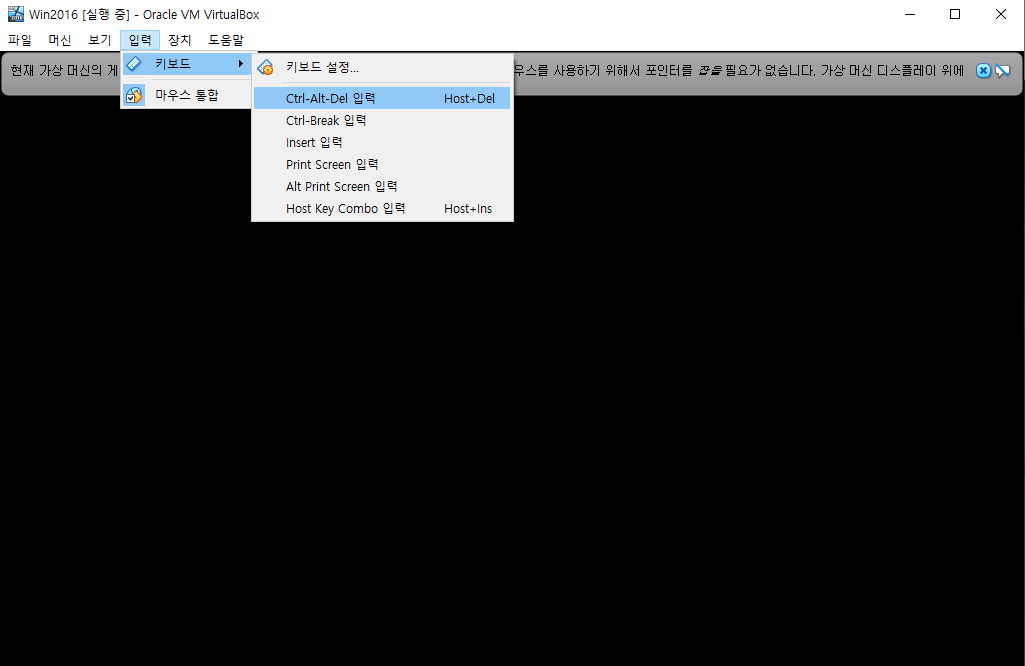 Win2016 [실행 중] - Oracle VM VirtualBox
파일 머신 보기 입력 장치 도움말
현재 가상 머신의 게
우스를 사용하기 위해서 포인터를 잡을 필요가 없습니다. 가상 머신 디스플레이 위에
키보드
마우스 통합
키보드 설정...
Ctrl-Alt-Del 입력 Host+Del
Ctrl-Break 입력
Insert 입력
Print Screen 입력
Alt Print Screen 입력
Host Key Combo 입력 Host+Ins